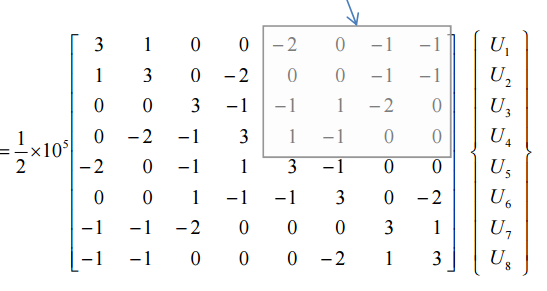 3 1 0 0 −2 0 −1 −1 U₁
1 3 0 −2 0 0 −1 −1 U₂
0 0 3 −1 −1 1 −2 0 U₃
0 −2 −1 3 1 −1 0 0 U₄
= 1/2 ×10⁵
−2 0 −1 1 3 −1 0 0 U₅
0 0 1 −1 −1 3 0 −2 U₆
−1 −1 −2 0 0 0 3 1 U₇
−1 −1 0 0 0 −2 1 3 U₈